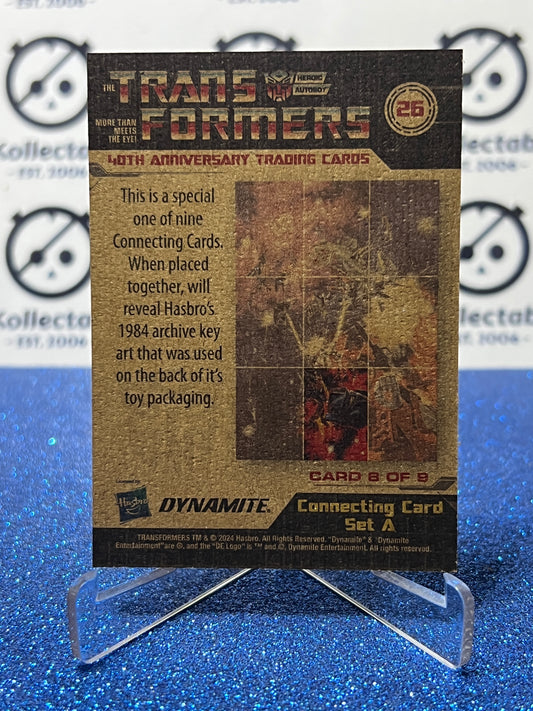 THE TRANS FORMERS
HEROIC
AUTOBOT
MORE THAN
MEETS
THE EYE!
26
40TH ANNIVERSARY TRADING CARDS
This is a special
one of nine
Connecting Cards.
When placed
together, will
reveal Hasbro's
1984 archive key
art that was used
on the back of it's
toy packaging.
CARD 8 OF 9
Hasbro
DYNAMITE.
Connecting Card
Set A
TRANSFORMERS TM & © 2024 Hasbro. All Rights Reserved. "Dynamite" & "Dynamite
Entertainment" are ®, and the "DE Logo" is ™ and ©, Dynamite Entertainment. All rights reserved.
Kollectab
EST. 2006
Kollectab
EST. 2006